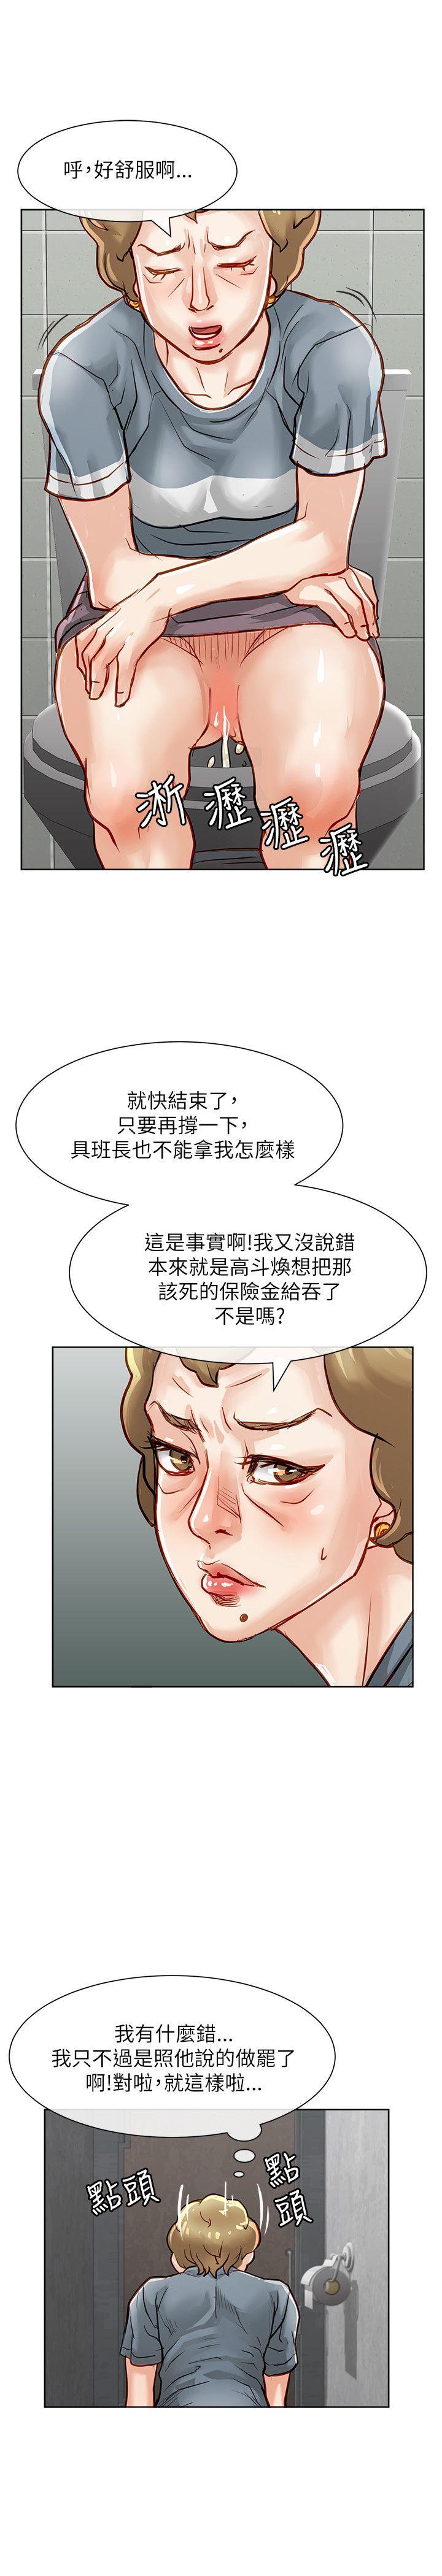 呼,好舒服啊...
淅瀝瀝瀝
就快結束了,
只要再撐一下,
具班長也不能拿我怎麼樣
這是事實啊!我又沒說錯
本來就是高斗煥想把那
該死的保險金給吞了
不是嗎?
我有什麼錯...
我只不過是照他說的做罷了
啊!對啦,就這樣啦...
點頭
點頭